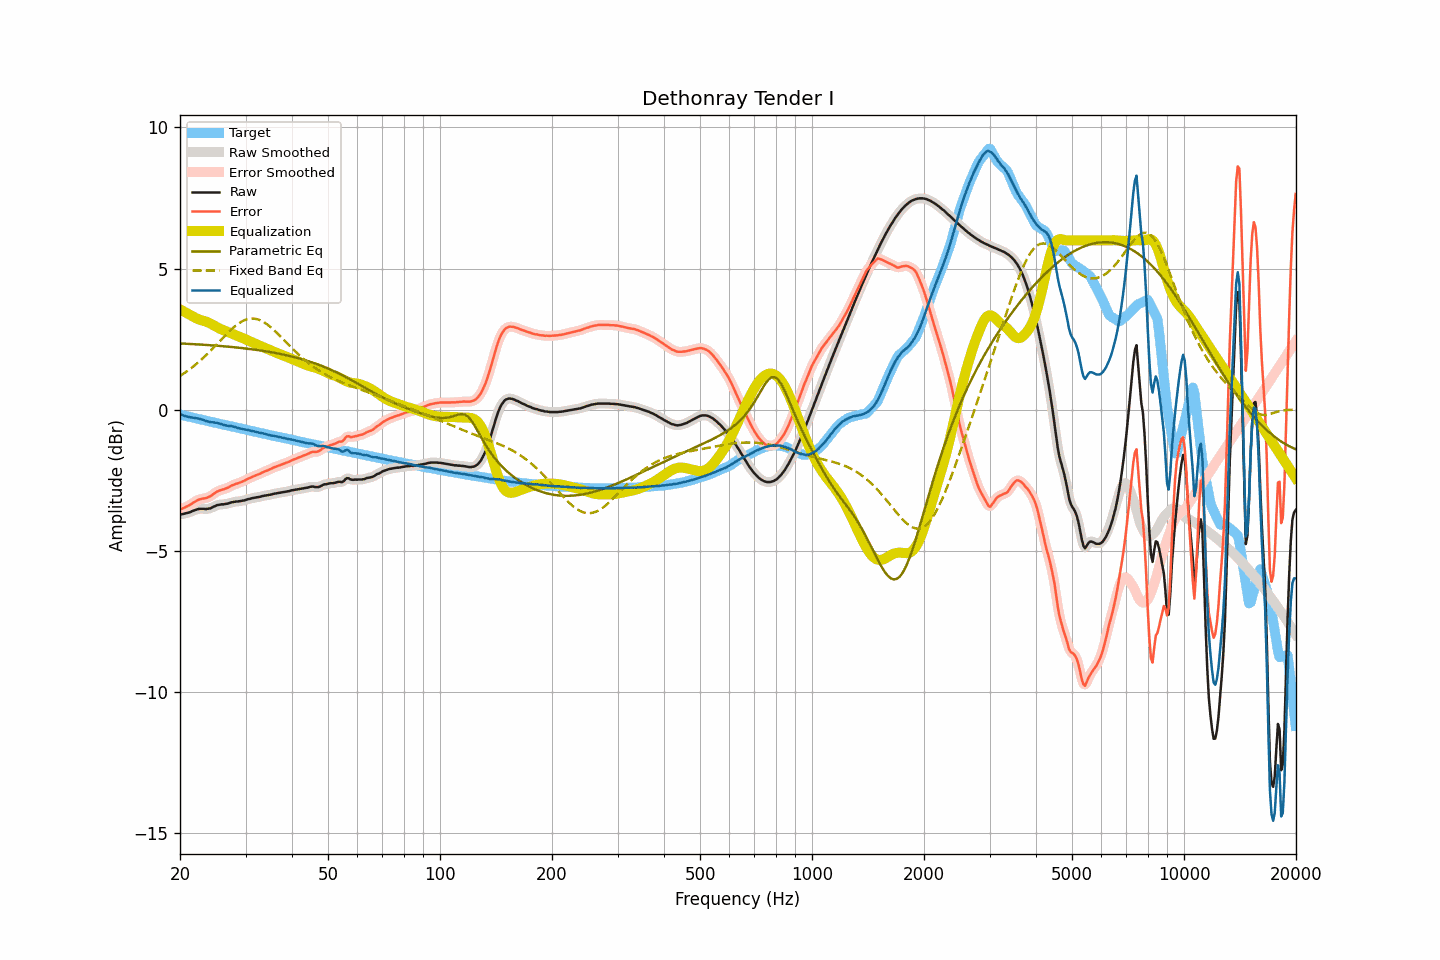 Dethonray Tender I
Target
Raw Smoothed
Error Smoothed
Raw
Error
Equalization
Parametric Eq
Fixed Band Eq
Equalized
10
5
0
−5
−10
−15
Amplitude (dBr)
20 50 100 200 500 1000 2000 5000 10000 20000
Frequency (Hz)